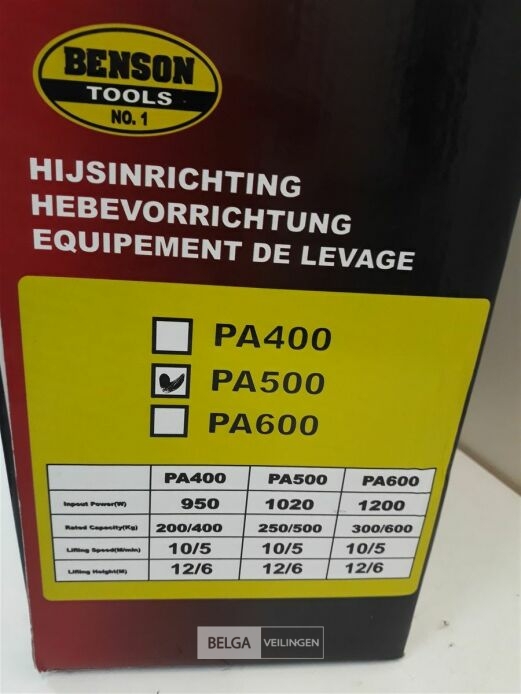 BENSON
TOOLS
NO. 1
HIJSINRICHTING
HEBEVORRICHTUNG
EQUIPEMENT DE LEVAGE
PA400
PA500
PA600
PA400 PA500 PA600
Inpout Power(W) 950 1020 1200
Rated Capacity(Kg) 200/400 250/500 300/600
Lifling Speed(M/min) 10/5 10/5 10/5
Lifling Height(M) 12/6 12/6 12/6
BELGA VEILINGEN